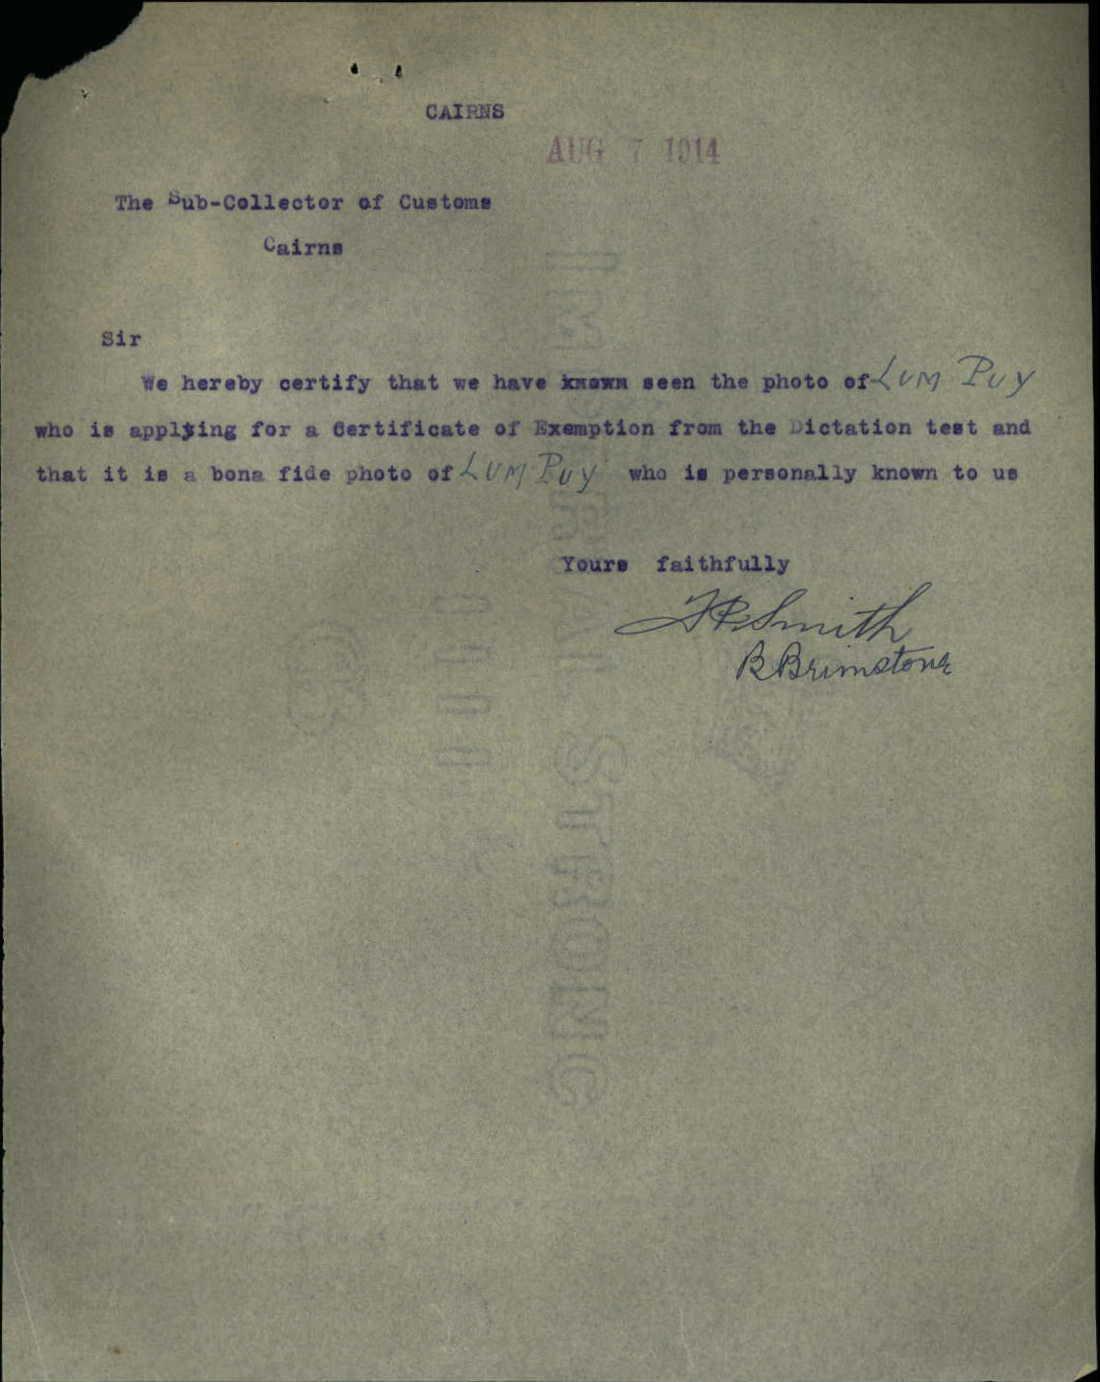 CAIRNS
AUG 7 1914
The Sub-Collector of Customs
Cairns
Sir
We hereby certify that we have known seen the photo of LUM PUY
who is applying for a Certificate of Exemption from the Dictation test and
that it is a bona fide photo of LUM PUY who is personally known to us
Yours faithfully
Smith
B Brimstone
STRONG